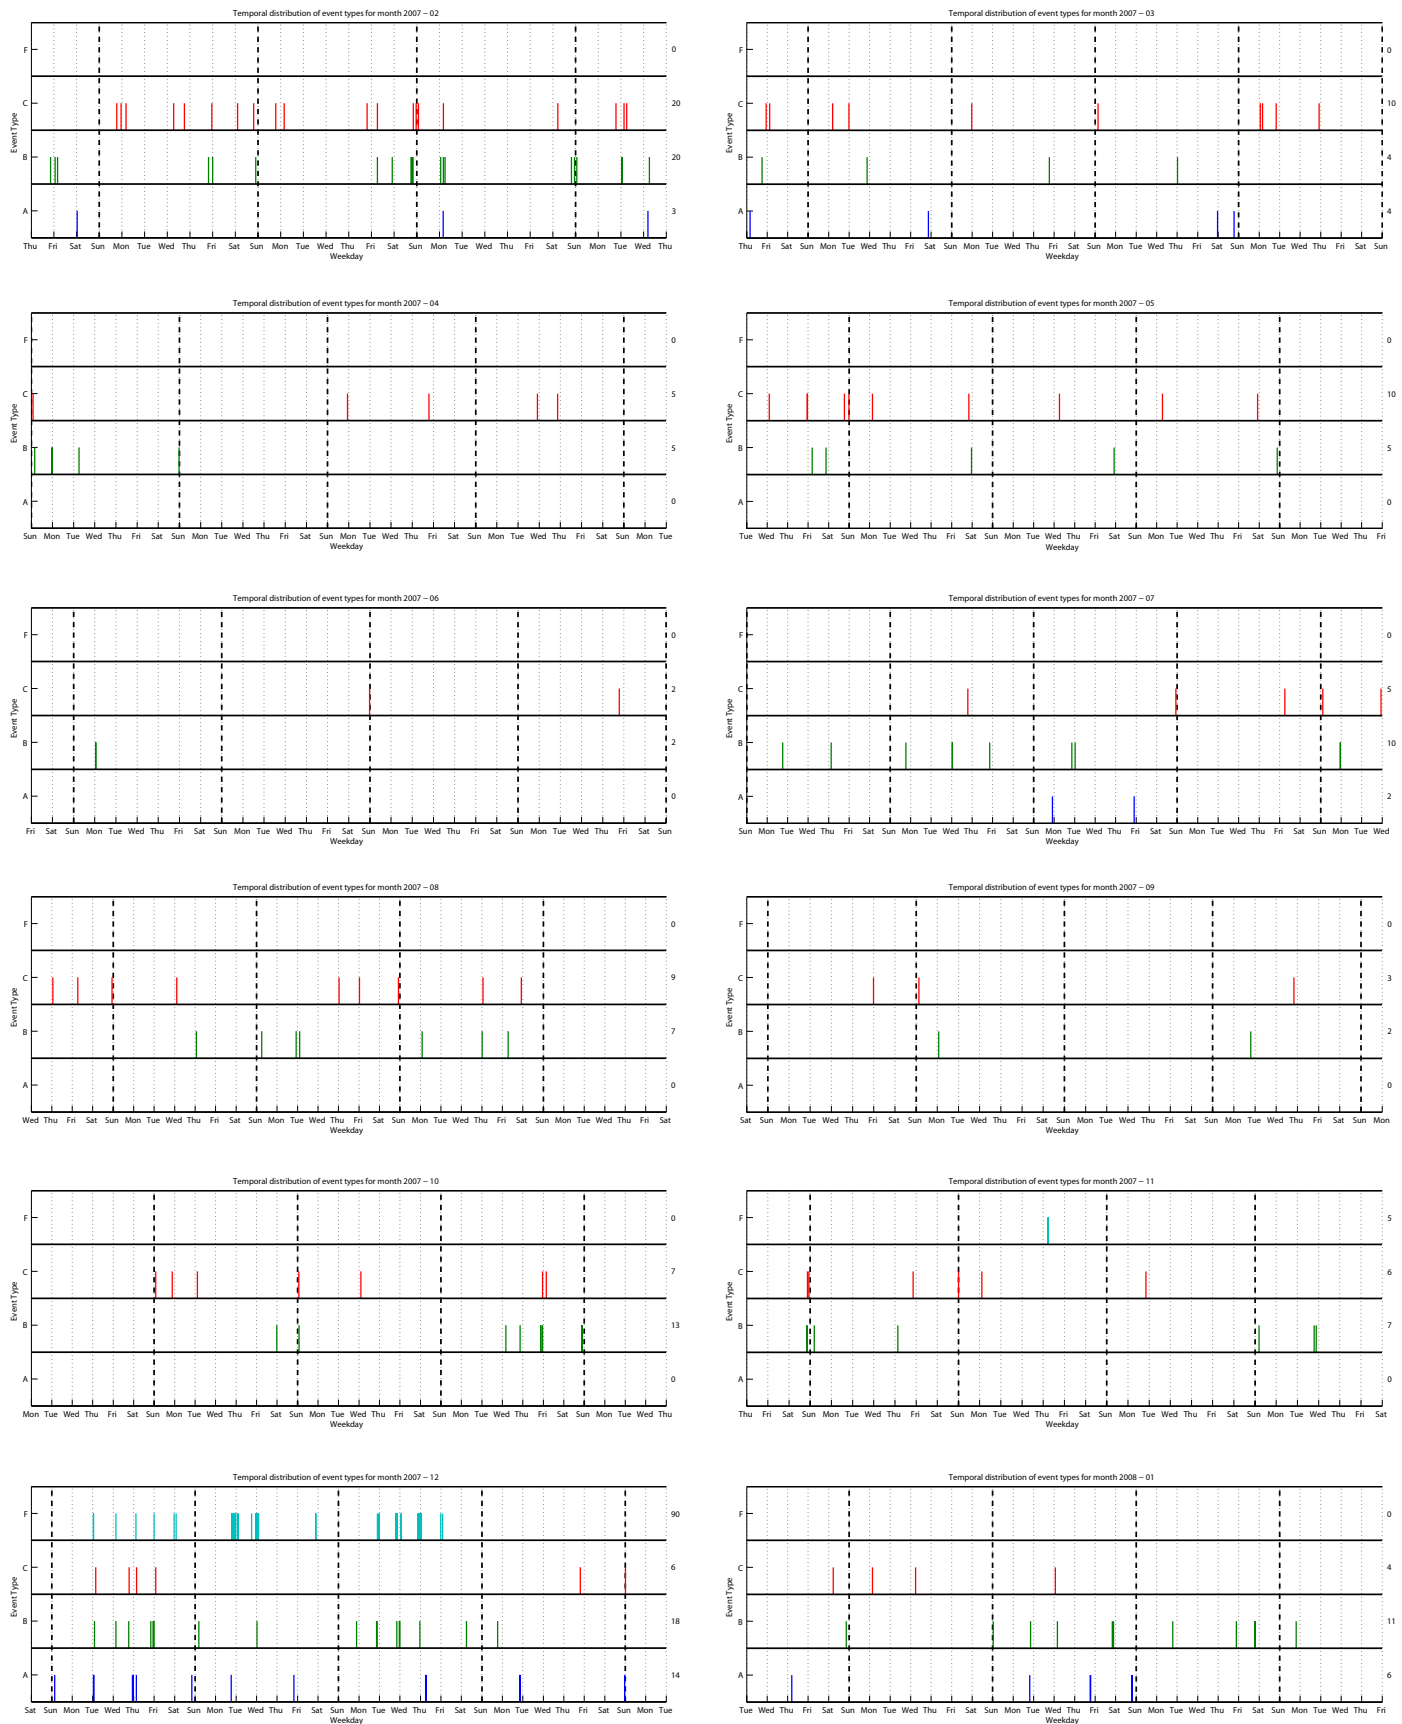 Temporal distribution of event types for month 2007 – 02
F 0
C 20
B 20
A 3
Event Type
Thu Fri Sat Sun Mon Tue Wed Thu Fri Sat Sun Mon Tue Wed Thu Fri Sat Sun Mon Tue Wed Thu Fri Sat Sun Mon Tue Wed Thu
Weekday
Temporal distribution of event types for month 2007 – 03
F 0
C 10
B 4
A 4
Event Type
Thu Fri Sat Sun Mon Tue Wed Thu Fri Sat Sun Mon Tue Wed Thu Fri Sat Sun Mon Tue Wed Thu Fri Sat Sun Mon Tue Wed Thu Fri Sat Sun
Weekday
Temporal distribution of event types for month 2007 – 04
F 0
C 5
B 5
A 0
Event Type
Sun Mon Tue Wed Thu Fri Sat Sun Mon Tue Wed Thu Fri Sat Sun Mon Tue Wed Thu Fri Sat Sun Mon Tue Wed Thu Fri Sat Sun Mon Tue
Weekday
Temporal distribution of event types for month 2007 – 05
F 0
C 10
B 5
A 0
Event Type
Tue Wed Thu Fri Sat Sun Mon Tue Wed Thu Fri Sat Sun Mon Tue Wed Thu Fri Sat Sun Mon Tue Wed Thu Fri Sat Sun Mon Tue Wed Thu Fri
Weekday
Temporal distribution of event types for month 2007 – 06
F 0
C 2
B 2
A 0
Event Type
Fri Sat Sun Mon Tue Wed Thu Fri Sat Sun Mon Tue Wed Thu Fri Sat Sun Mon Tue Wed Thu Fri Sat Sun Mon Tue Wed Thu Fri Sat Sun
Weekday
Temporal distribution of event types for month 2007 – 07
F 0
C 5
B 10
A 2
Event Type
Sun Mon Tue Wed Thu Fri Sat Sun Mon Tue Wed Thu Fri Sat Sun Mon Tue Wed Thu Fri Sat Sun Mon Tue Wed Thu Fri Sat Sun Mon Tue Wed
Weekday
Temporal distribution of event types for month 2007 – 08
F 0
C 9
B 7
A 0
Event Type
Wed Thu Fri Sat Sun Mon Tue Wed Thu Fri Sat Sun Mon Tue Wed Thu Fri Sat Sun Mon Tue Wed Thu Fri Sat Sun Mon Tue Wed Thu Fri Sat
Weekday
Temporal distribution of event types for month 2007 – 09
F 0
C 3
B 2
A 0
Event Type
Sat Sun Mon Tue Wed Thu Fri Sat Sun Mon Tue Wed Thu Fri Sat Sun Mon Tue Wed Thu Fri Sat Sun Mon Tue Wed Thu Fri Sat Sun Mon
Weekday
Temporal distribution of event types for month 2007 – 10
F 0
C 7
B 13
A 0
Event Type
Mon Tue Wed Thu Fri Sat Sun Mon Tue Wed Thu Fri Sat Sun Mon Tue Wed Thu Fri Sat Sun Mon Tue Wed Thu Fri Sat Sun Mon Tue Wed Thu
Weekday
Temporal distribution of event types for month 2007 – 11
F 5
C 6
B 7
A 0
Event Type
Thu Fri Sat Sun Mon Tue Wed Thu Fri Sat Sun Mon Tue Wed Thu Fri Sat Sun Mon Tue Wed Thu Fri Sat Sun Mon Tue Wed Thu Fri Sat
Weekday
Temporal distribution of event types for month 2007 – 12
F 90
C 6
B 18
A 14
Event Type
Sat Sun Mon Tue Wed Thu Fri Sat Sun Mon Tue Wed Thu Fri Sat Sun Mon Tue Wed Thu Fri Sat Sun Mon Tue Wed Thu Fri Sat Sun Mon Tue
Weekday
Temporal distribution of event types for month 2008 – 01
F 0
C 4
B 11
A 6
Event Type
Tue Wed Thu Fri Sat Sun Mon Tue Wed Thu Fri Sat Sun Mon Tue Wed Thu Fri Sat Sun Mon Tue Wed Thu Fri Sat Sun Mon Tue Wed Thu Fri
Weekday